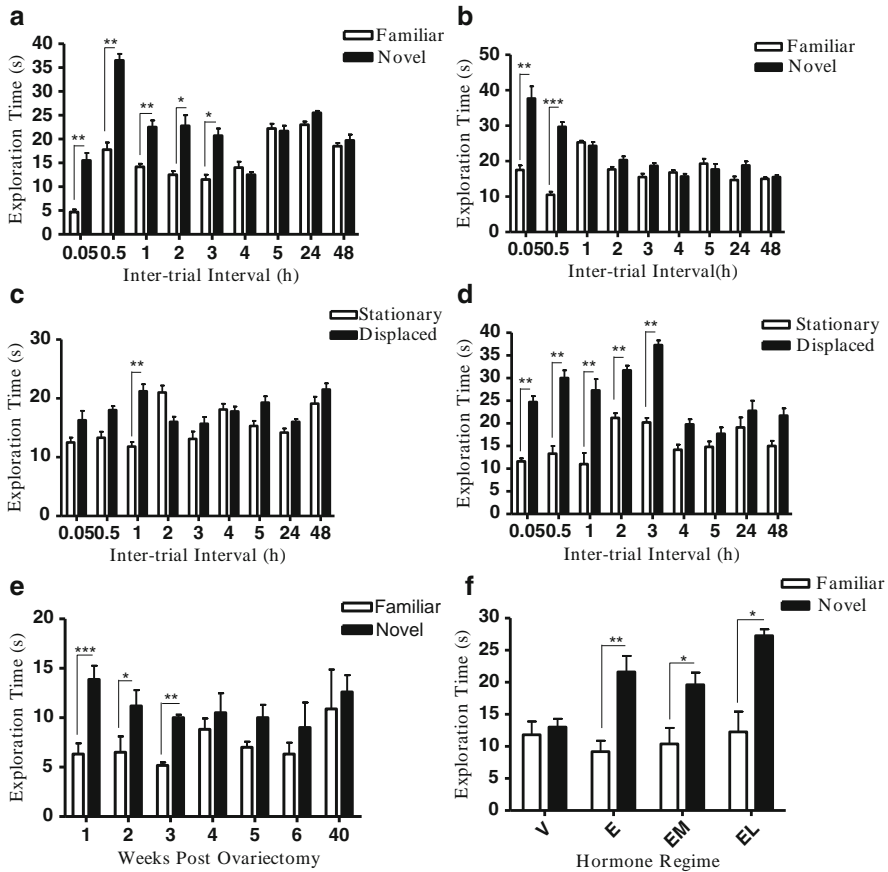 a
Familiar
Novel
Exploration Time (s)
40
35
30
25
20
15
10
5
0
**
**
**
*
*
0.05 0.5 1 2 3 4 5 24 48
Inter-trial Interval (h)
b
Familiar
Novel
Exploration Time (s)
50
40
30
20
10
0
**
***
0.05 0.5 1 2 3 4 5 24 48
Inter-trial Interval(h)
c
Stationary
Displaced
Exploration Time (s)
30
20
10
0
**
0.05 0.5 1 2 3 4 5 24 48
Inter-trial Interval (h)
d
Stationary
Displaced
Exploration Time (s)
40
35
30
25
20
15
10
5
0
**
**
**
**
**
0.05 0.5 1 2 3 4 5 24 48
Inter-trial Interval (h)
e
Familiar
Novel
Exploration Time (s)
20
15
10
5
0
***
*
**
1 2 3 4 5 6 40
Weeks Post Ovariectomy
f
Familiar
Novel
Exploration Time (s)
30
25
20
15
10
5
0
**
*
*
V E EM EL
Hormone Regime